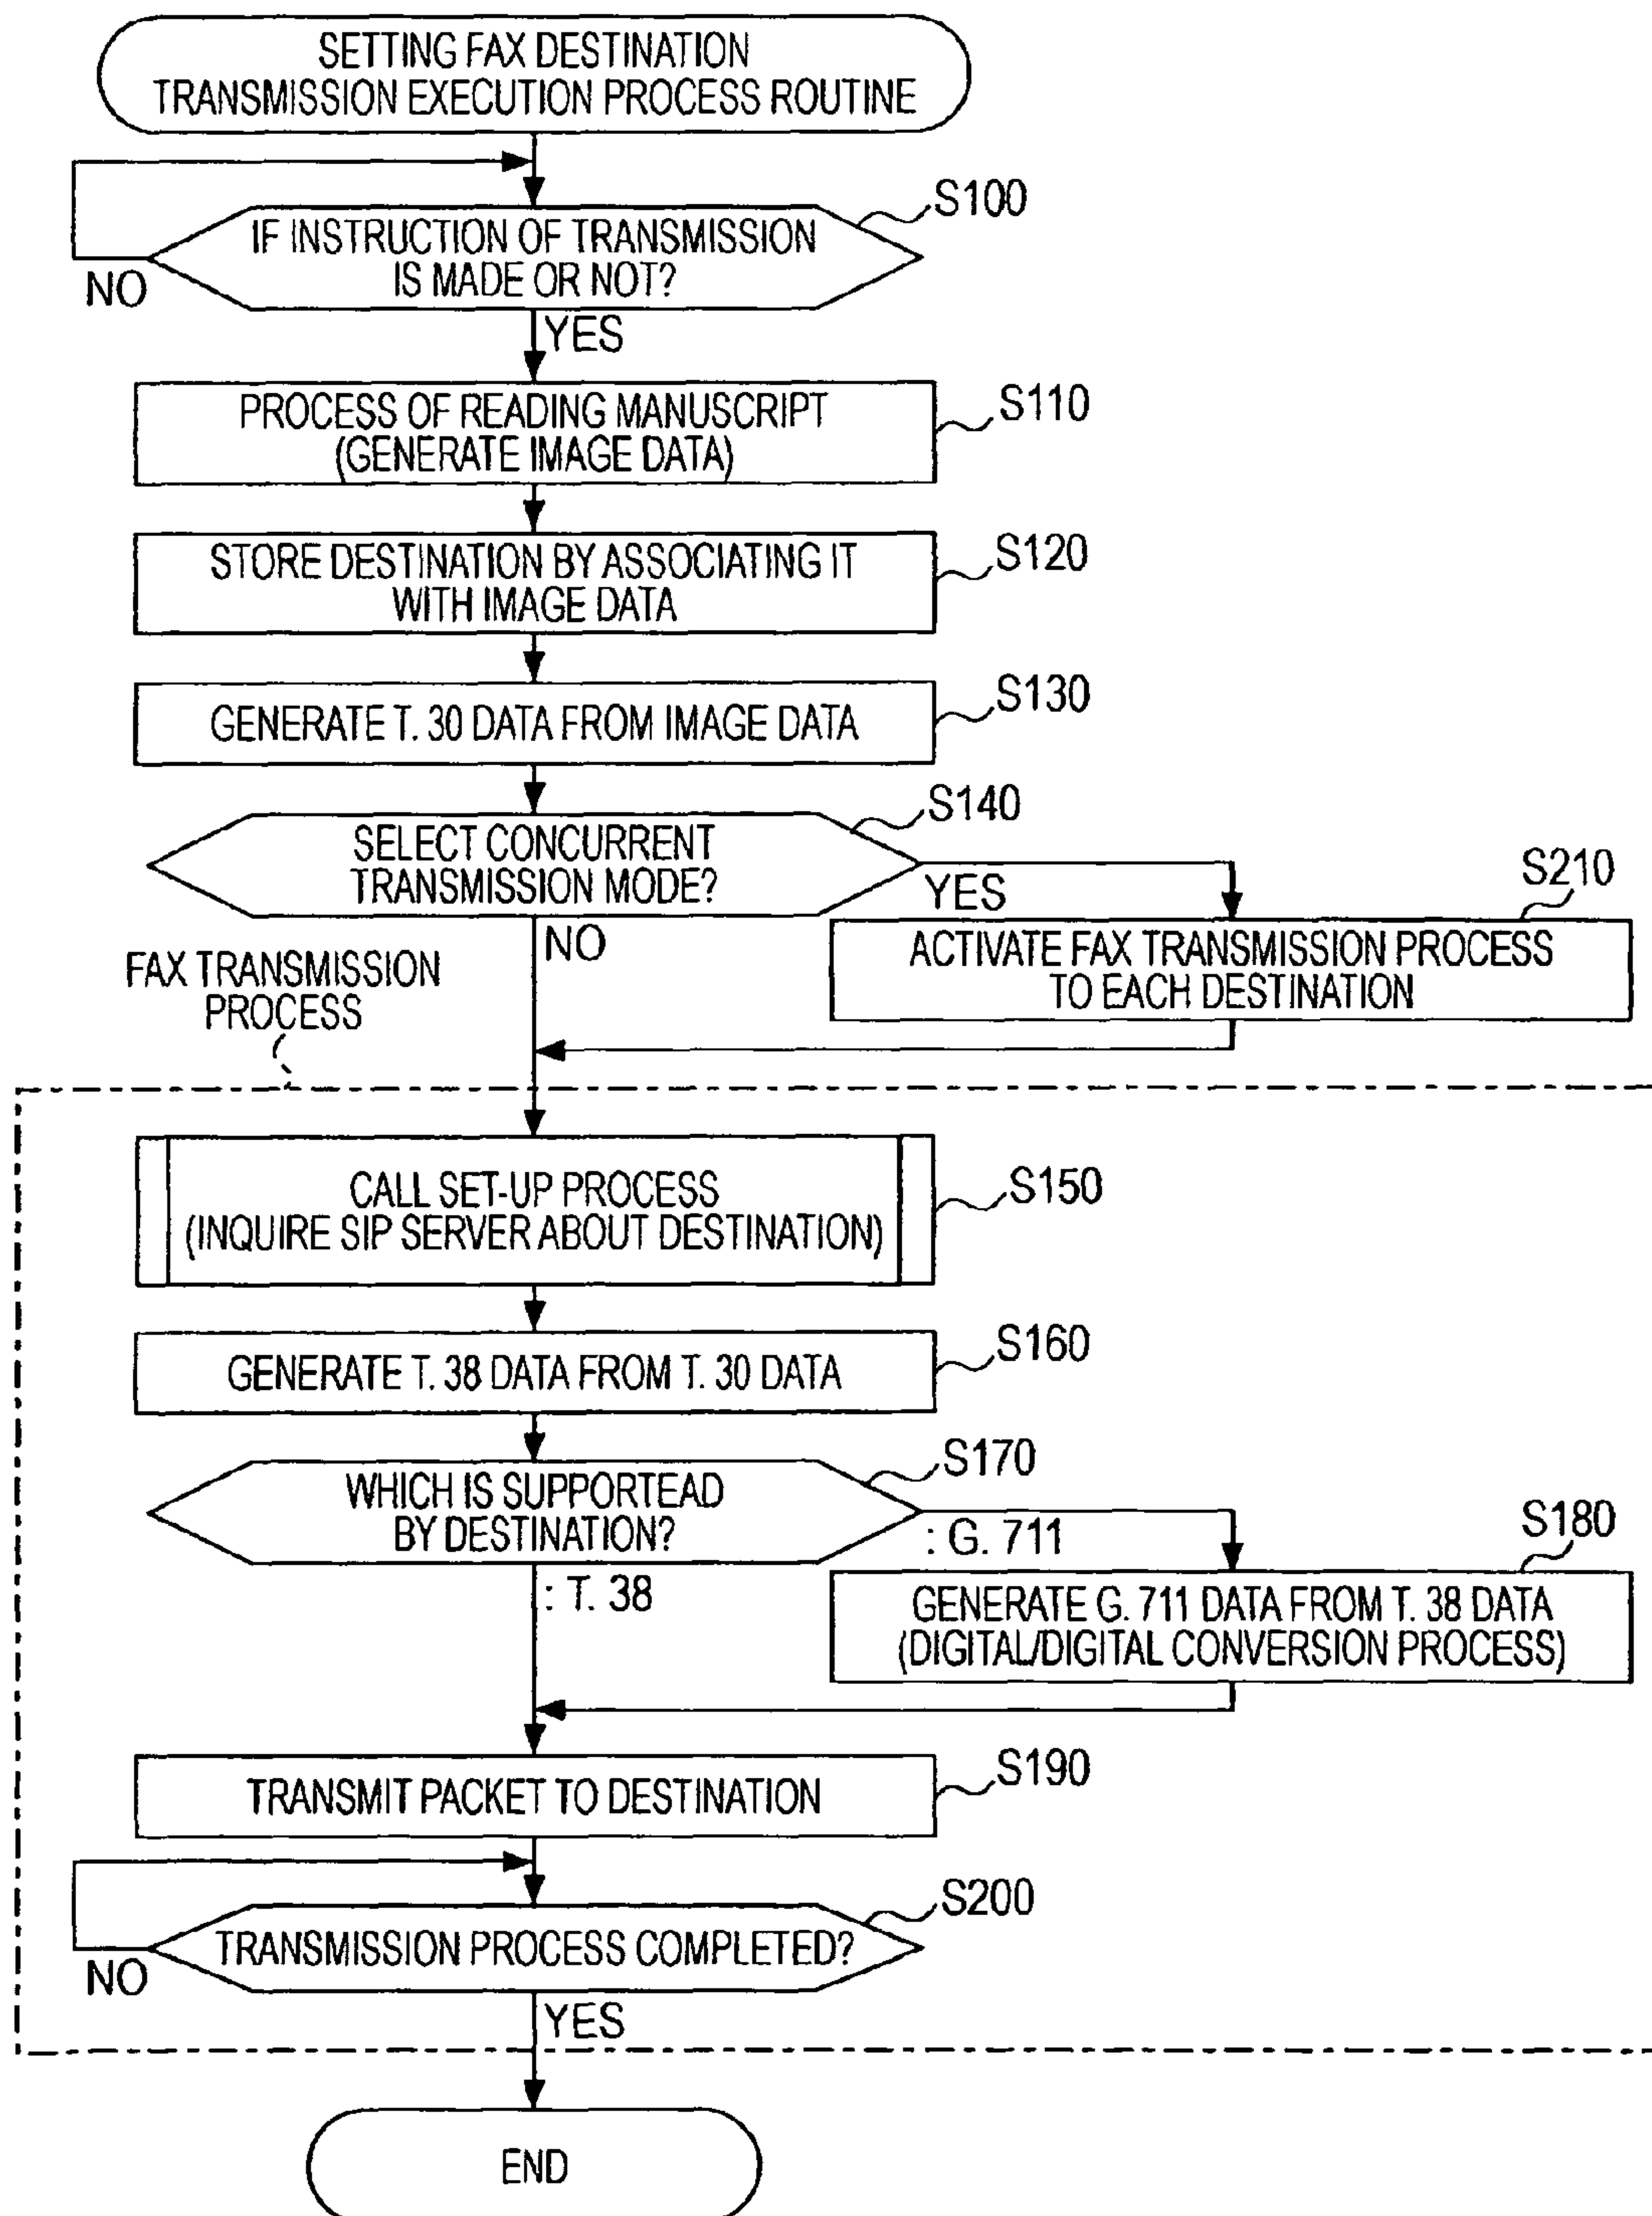 SETTING FAX DESTINATION
TRANSMISSION EXECUTION PROCESS ROUTINE
S100
IF INSTRUCTION OF TRANSMISSION
IS MADE OR NOT?
NO
YES
S110
PROCESS OF READING MANUSCRIPT
(GENERATE IMAGE DATA)
S120
STORE DESTINATION BY ASSOCIATING IT
WITH IMAGE DATA
S130
GENERATE T. 30 DATA FROM IMAGE DATA
S140
SELECT CONCURRENT
TRANSMISSION MODE?
YES
NO
S210
ACTIVATE FAX TRANSMISSION PROCESS
TO EACH DESTINATION
FAX TRANSMISSION
PROCESS
S150
CALL SET-UP PROCESS
(INQUIRE SIP SERVER ABOUT DESTINATION)
S160
GENERATE T. 38 DATA FROM T. 30 DATA
S170
WHICH IS SUPPORTEAD
BY DESTINATION?
: G. 711
: T. 38
S180
GENERATE G. 711 DATA FROM T. 38 DATA
(DIGITAL/DIGITAL CONVERSION PROCESS)
S190
TRANSMIT PACKET TO DESTINATION
S200
TRANSMISSION PROCESS COMPLETED?
NO
YES
END